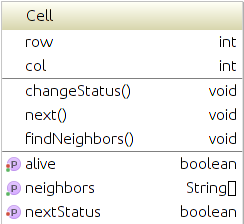 Cell
row int
col int
changeStatus() void
next() void
findNeighbors() void
P alive boolean
P neighbors String[]
P nextStatus boolean